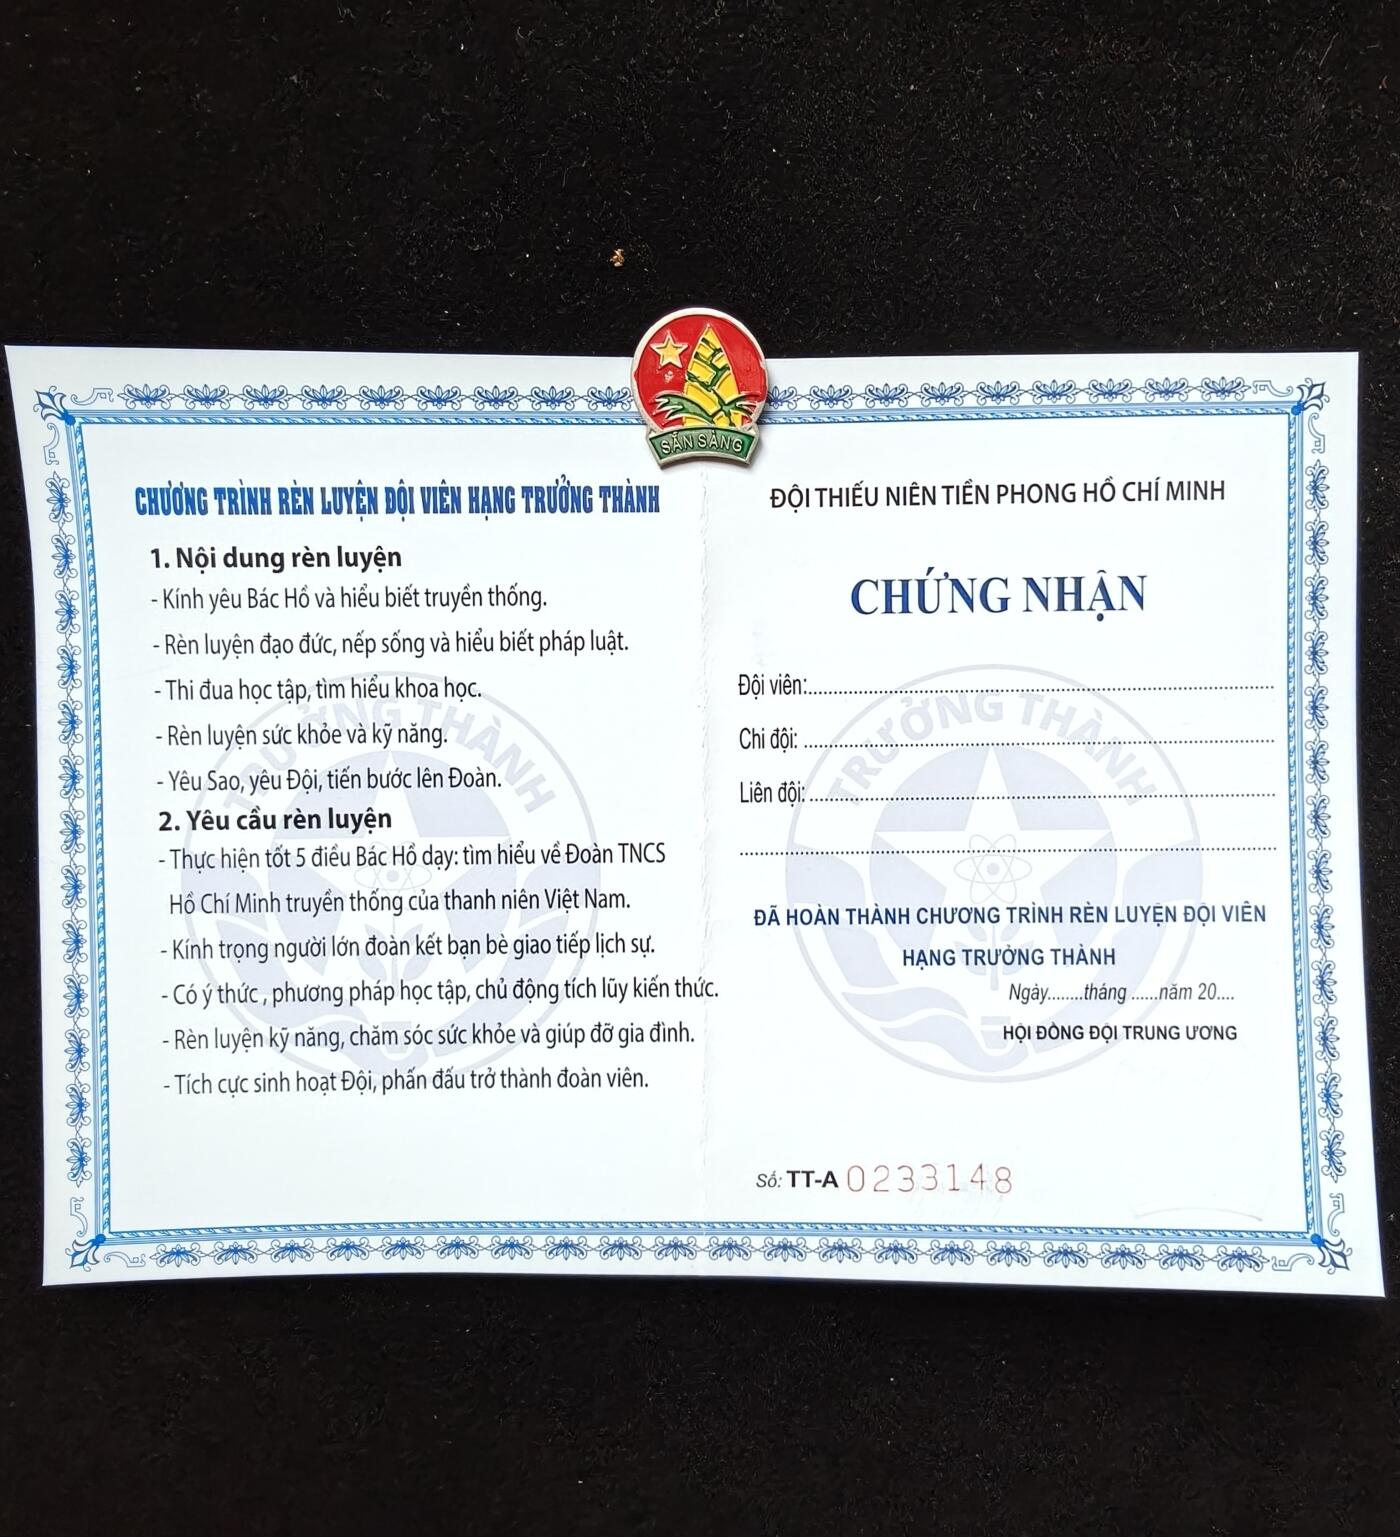 SẴN SÀNG
CHƯƠNG TRÌNH RÈN LUYỆN ĐỘI VIÊN HẠNG TRƯỞNG THÀNH
1. Nội dung rèn luyện
- Kính yêu Bác Hồ và hiểu biết truyền thống.
- Rèn luyện đạo đức, nếp sống và hiểu biết pháp luật.
- Thi đua học tập, tìm hiểu khoa học.
- Rèn luyện sức khỏe và kỹ năng.
- Yêu Sao, yêu Đội, tiến bước lên Đoàn.
2. Yêu cầu rèn luyện
- Thực hiện tốt 5 điều Bác Hồ dạy: tìm hiểu về Đoàn TNCS
Hồ Chí Minh truyền thống của thanh niên Việt Nam.
- Kính trọng người lớn đoàn kết bạn bè giao tiếp lịch sự.
- Có ý thức , phương pháp học tập, chủ động tích lũy kiến thức.
- Rèn luyện kỹ năng, chăm sóc sức khỏe và giúp đỡ gia đình.
- Tích cực sinh hoạt Đội, phấn đấu trở thành đoàn viên.
TRƯỞNG THÀNH
ĐỘI THIẾU NIÊN TIỀN PHONG HỒ CHÍ MINH
CHỨNG NHẬN
Đội viên:
Chi đội:
Liên đội:
TRƯỞNG THÀNH
ĐÃ HOÀN THÀNH CHƯƠNG TRÌNH RÈN LUYỆN ĐỘI VIÊN
HẠNG TRƯỞNG THÀNH
Ngày........tháng ......năm 20....
HỘI ĐỒNG ĐỘI TRUNG ƯƠNG
Số: TT-A 0233148